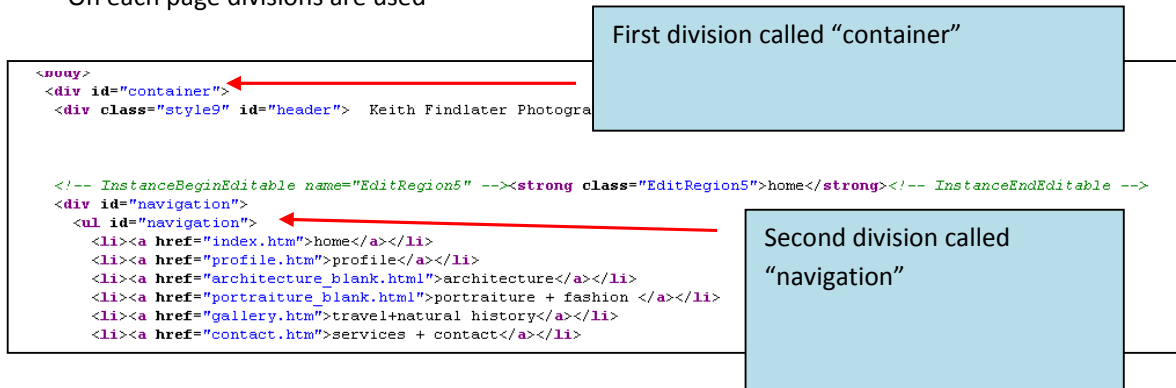 On each page divisions are used
First division called “container”
<body>
<div id="container">
<div class="style9" id="header">  Keith Findlater Photogra
<!-- InstanceBeginEditable name="EditRegion5" --><strong class="EditRegion5">home</strong><!-- InstanceEndEditable -->
<div id="navigation">
<ul id="navigation">
<li><a href="index.htm">home</a></li>
<li><a href="profile.htm">profile</a></li>
<li><a href="architecture_blank.html">architecture</a></li>
<li><a href="portraiture_blank.html">portraiture + fashion </a></li>
<li><a href="gallery.htm">travel+natural history</a></li>
<li><a href="contact.htm">services + contact</a></li>
Second division called
“navigation”